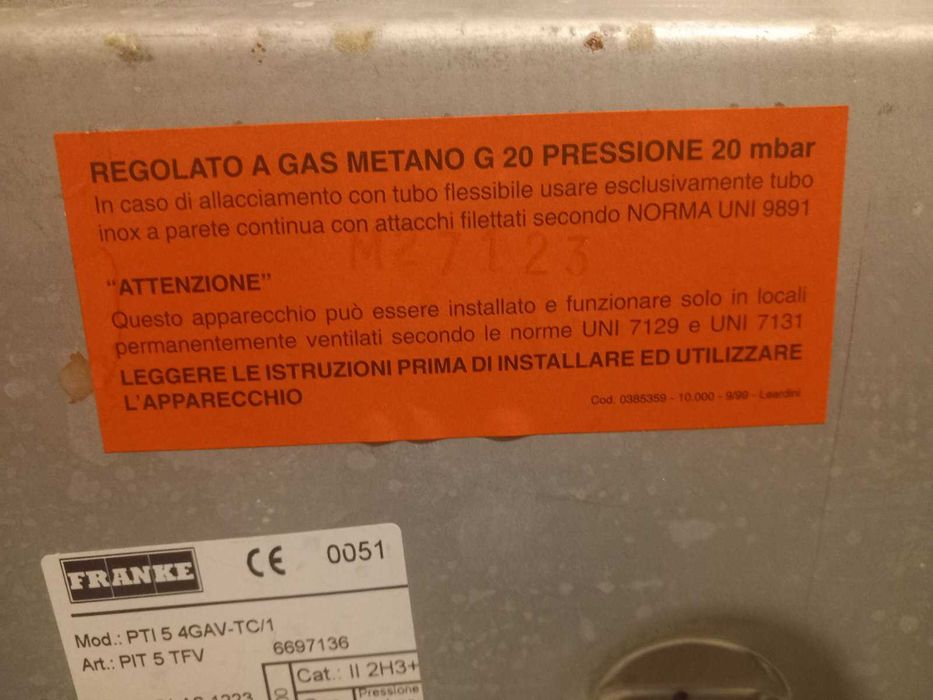 REGOLATO A GAS METANO G 20 PRESSIONE 20 mbar
In caso di allacciamento con tubo flessibile usare esclusivamente tubo
inox a parete continua con attacchi filettati secondo NORMA UNI 9891
M27123
"ATTENZIONE"
Questo apparecchio può essere installato e funzionare solo in locali
permanentemente ventilati secondo le norme UNI 7129 e UNI 7131
LEGGERE LE ISTRUZIONI PRIMA DI INSTALLARE ED UTILIZZARE
L'APPARECCHIO
Cod. 0385359 - 10.000 - 9/99 - Leardini
FRANKE CE 0051
Mod.: PTI 5 4GAV-TC/1
Art.: PIT 5 TFV 6697136
Cat.: II 2H3+
Pressione